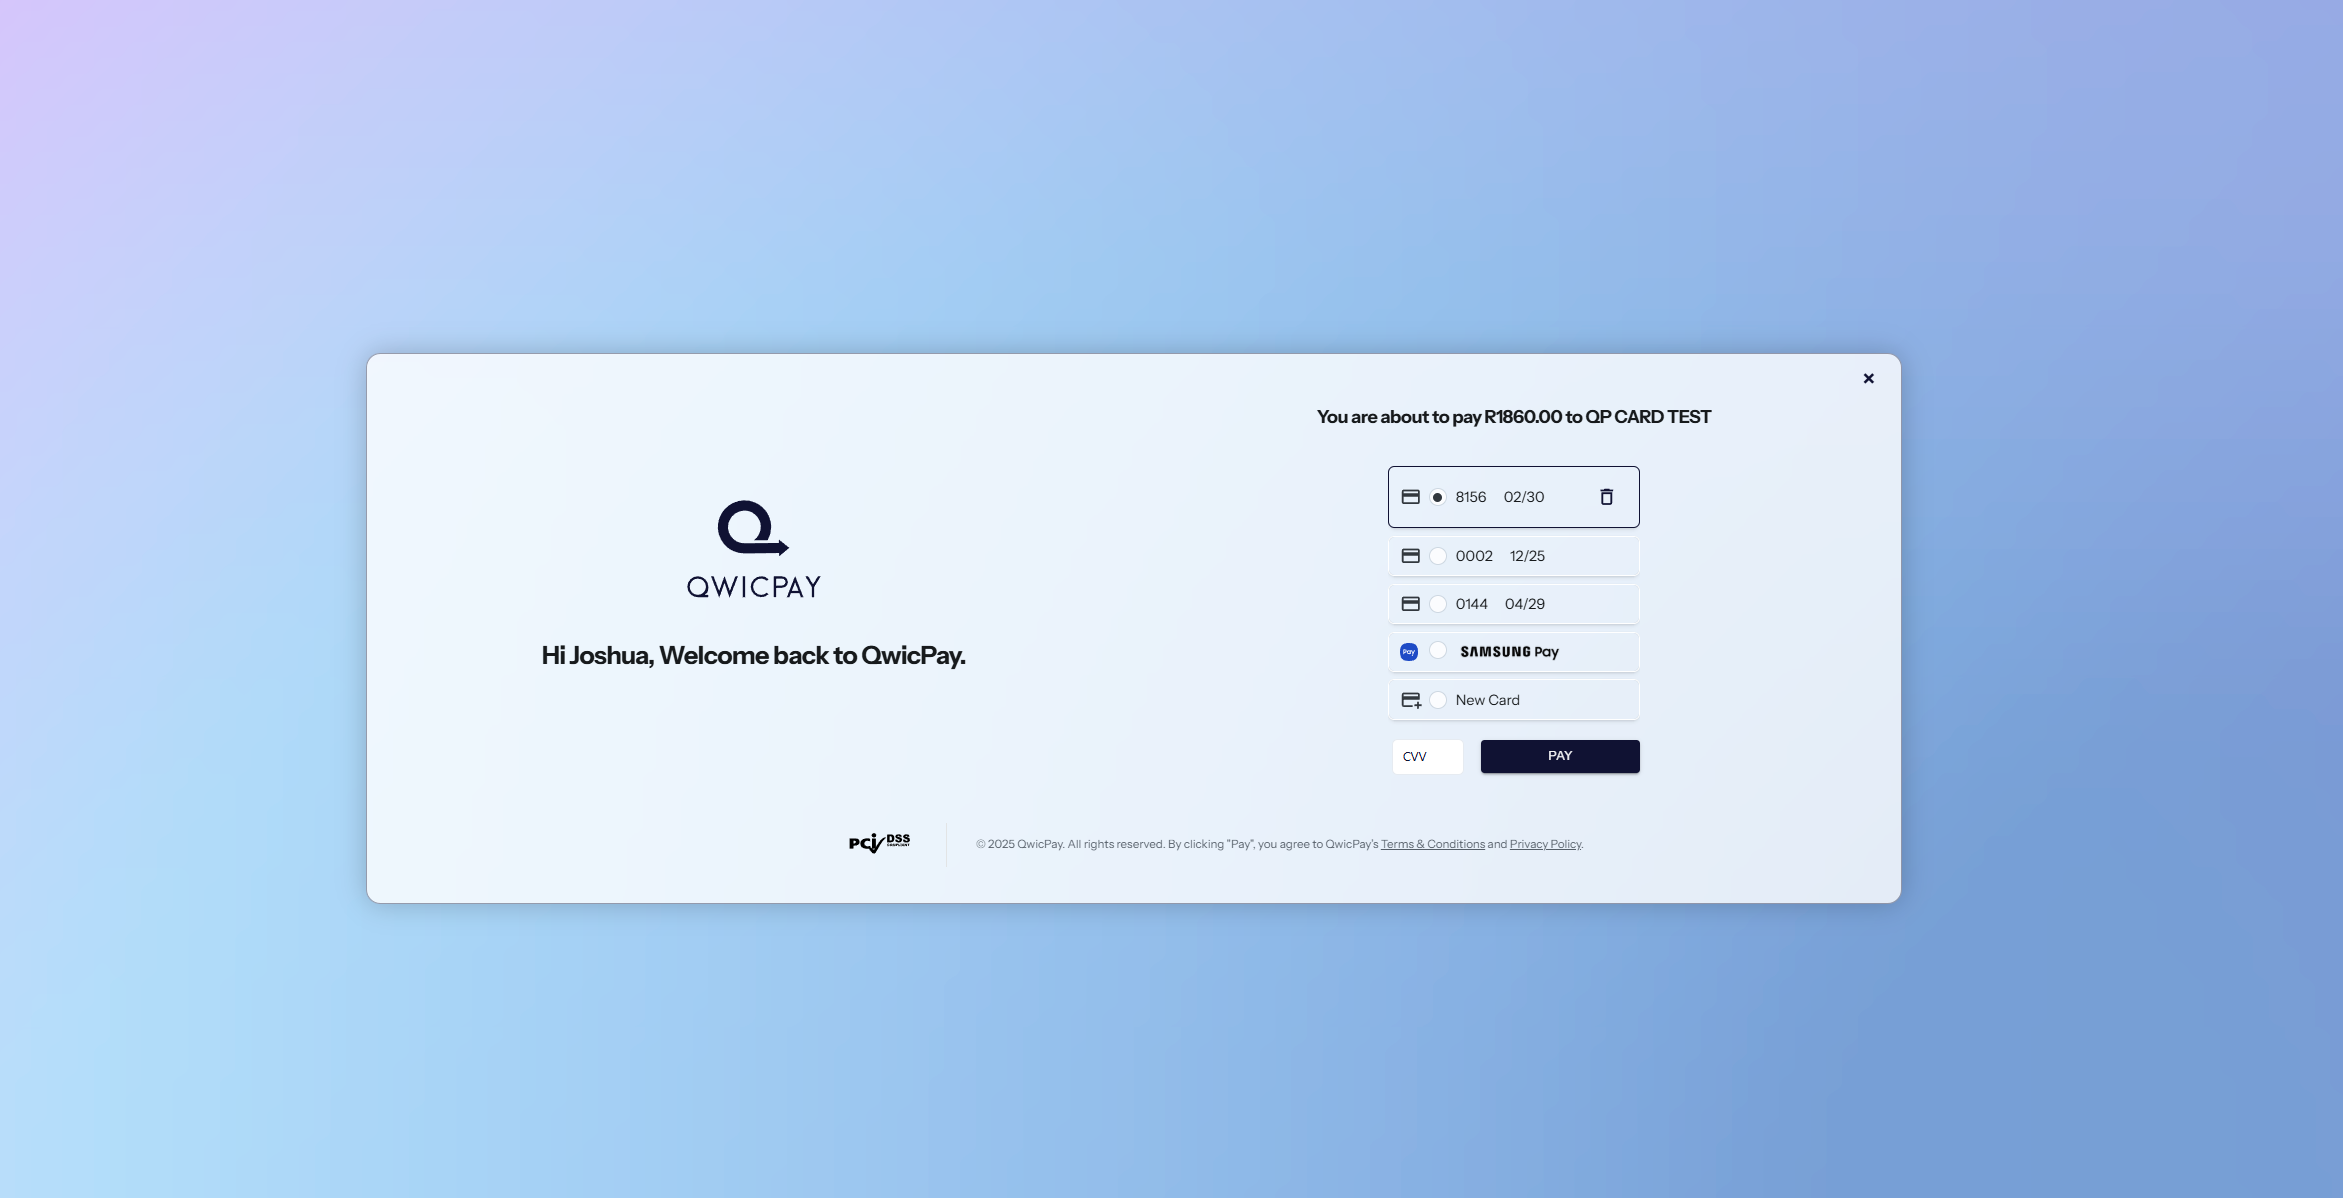 You are about to pay R1860.00 to QP CARD TEST
QWICPAY
Hi Joshua, Welcome back to QwicPay.
8156 02/30
0002 12/25
0144 04/29
Pay SAMSUNG Pay
New Card
CVV PAY
PCI DSS COMPLIANT
© 2025 QwicPay. All rights reserved. By clicking "Pay", you agree to QwicPay's Terms & Conditions and Privacy Policy.